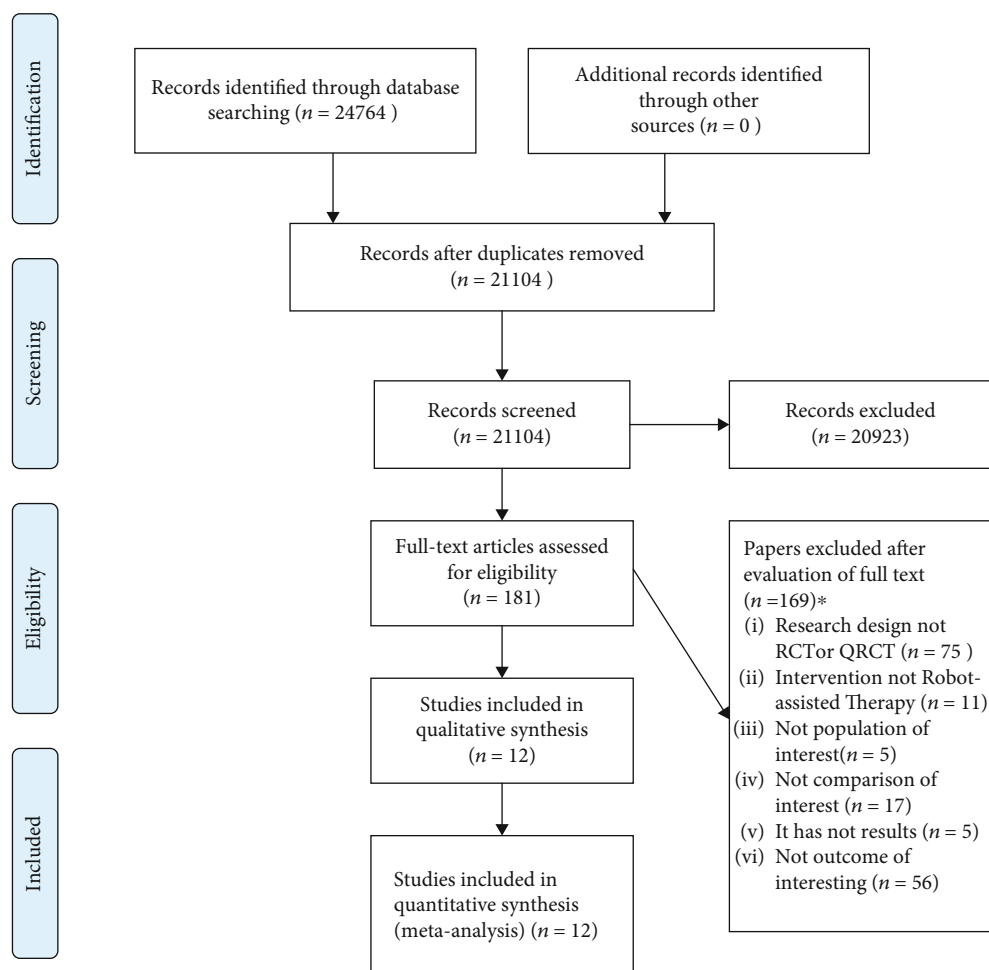 Identification
Records identified through database
searching (n = 24764 )
Additional records identified
through other
sources (n = 0 )
Records after duplicates removed
(n = 21104 )
Screening
Records screened
(n = 21104)
Records excluded
(n = 20923)
Eligibility
Full-text articles assessed
for eligibility
(n = 181)
Papers excluded after
evaluation of full text
(n =169)*
(i) Research design not
RCTor QRCT (n = 75 )
(ii) Intervention not Robot-
assisted Therapy (n = 11)
(iii) Not population of
interest(n = 5)
(iv) Not comparison of
interest (n = 17)
(v) It has not results (n = 5)
(vi) Not outcome of
interesting (n = 56)
Studies included in
qualitative synthesis
(n = 12)
Included
Studies included in
quantitative synthesis
(meta-analysis) (n = 12)